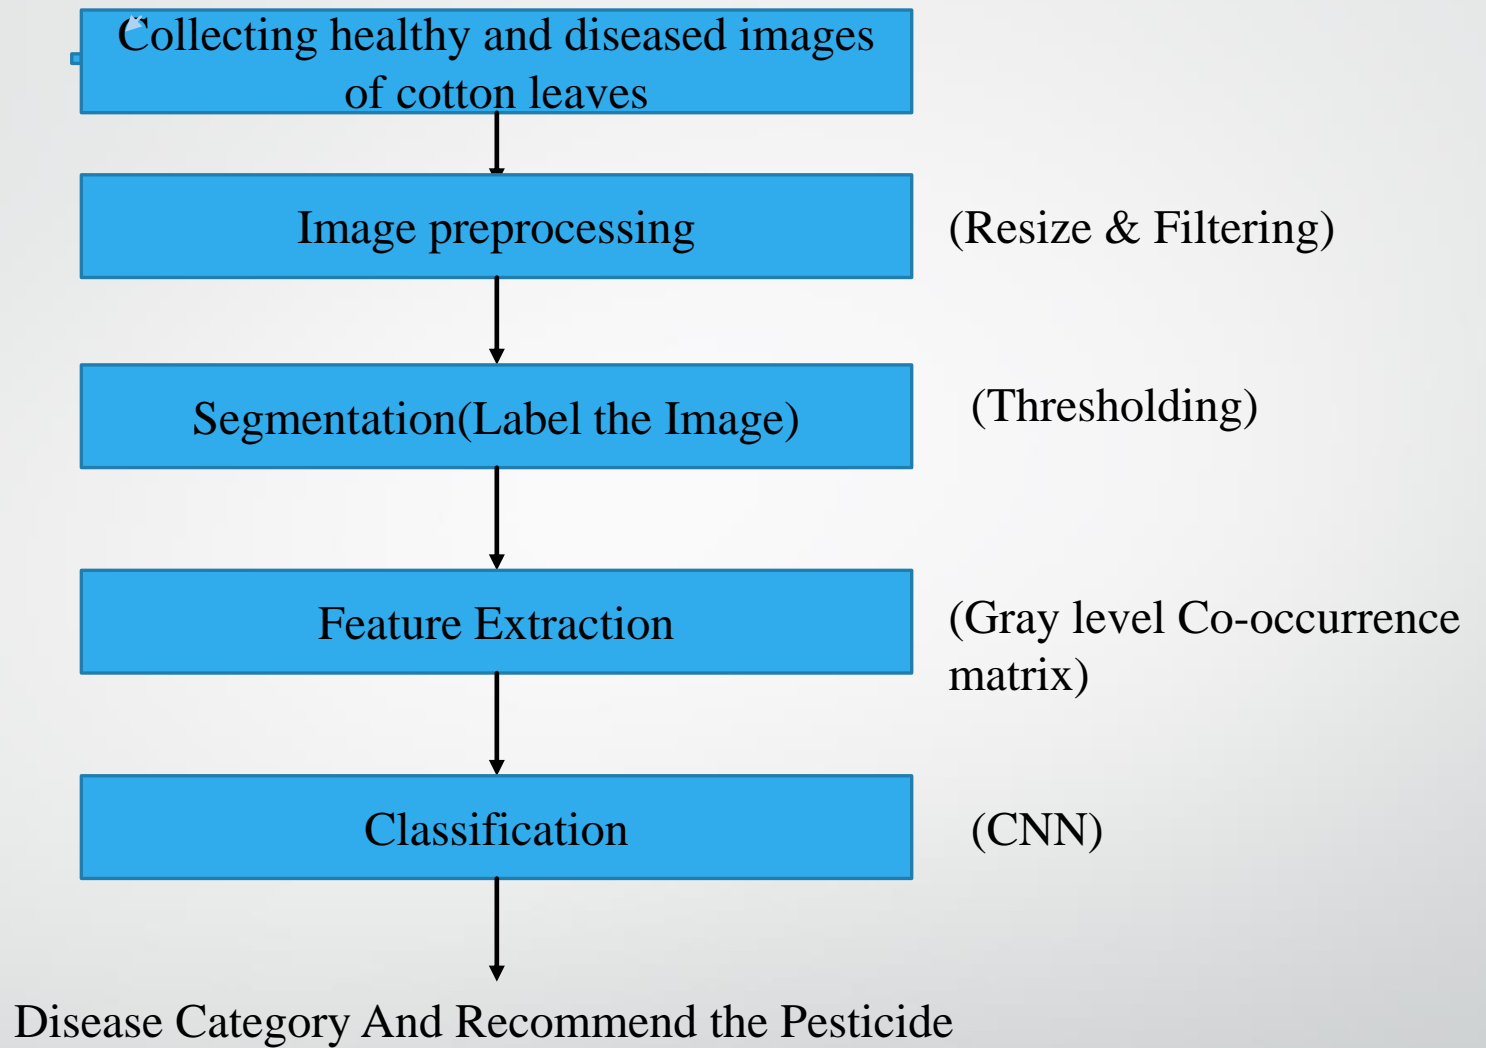 Collecting healthy and diseased images
of cotton leaves
Image preprocessing
(Resize & Filtering)
Segmentation(Label the Image)
(Thresholding)
Feature Extraction
(Gray level Co-occurrence
matrix)
Classification
(CNN)
Disease Category And Recommend the Pesticide